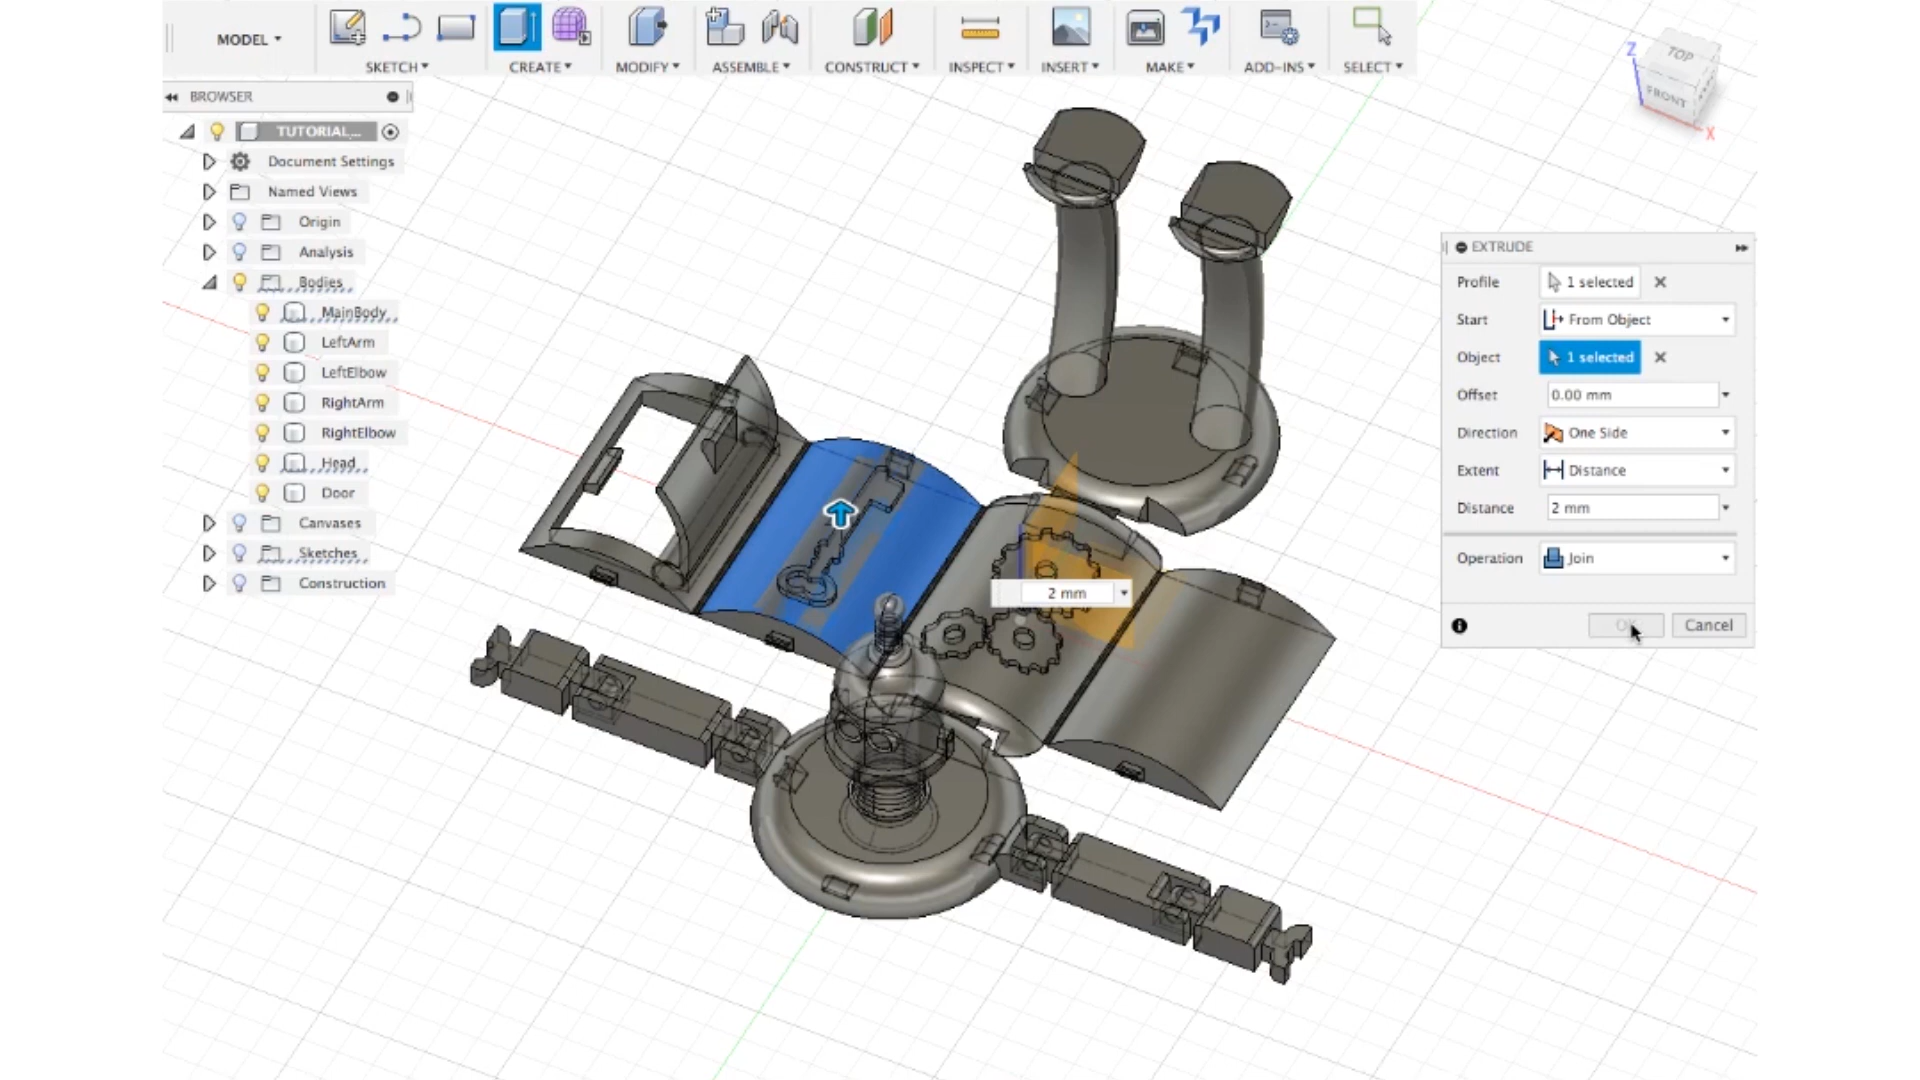 MODEL
SKETCH
CREATE
MODIFY
ASSEMBLE
CONSTRUCT
INSPECT
INSERT
MAKE
ADD-INS
SELECT
BROWSER
TUTORIAL...
Document Settings
Named Views
Origin
Analysis
Bodies
MainBody
LeftArm
LeftElbow
RightArm
RightElbow
Head
Door
Canvases
Sketches
Construction
TOP
FRONT
Z
X
2 mm
EXTRUDE
Profile 1 selected
Start From Object
Object 1 selected
Offset 0.00 mm
Direction One Side
Extent Distance
Distance 2 mm
Operation Join
OK Cancel